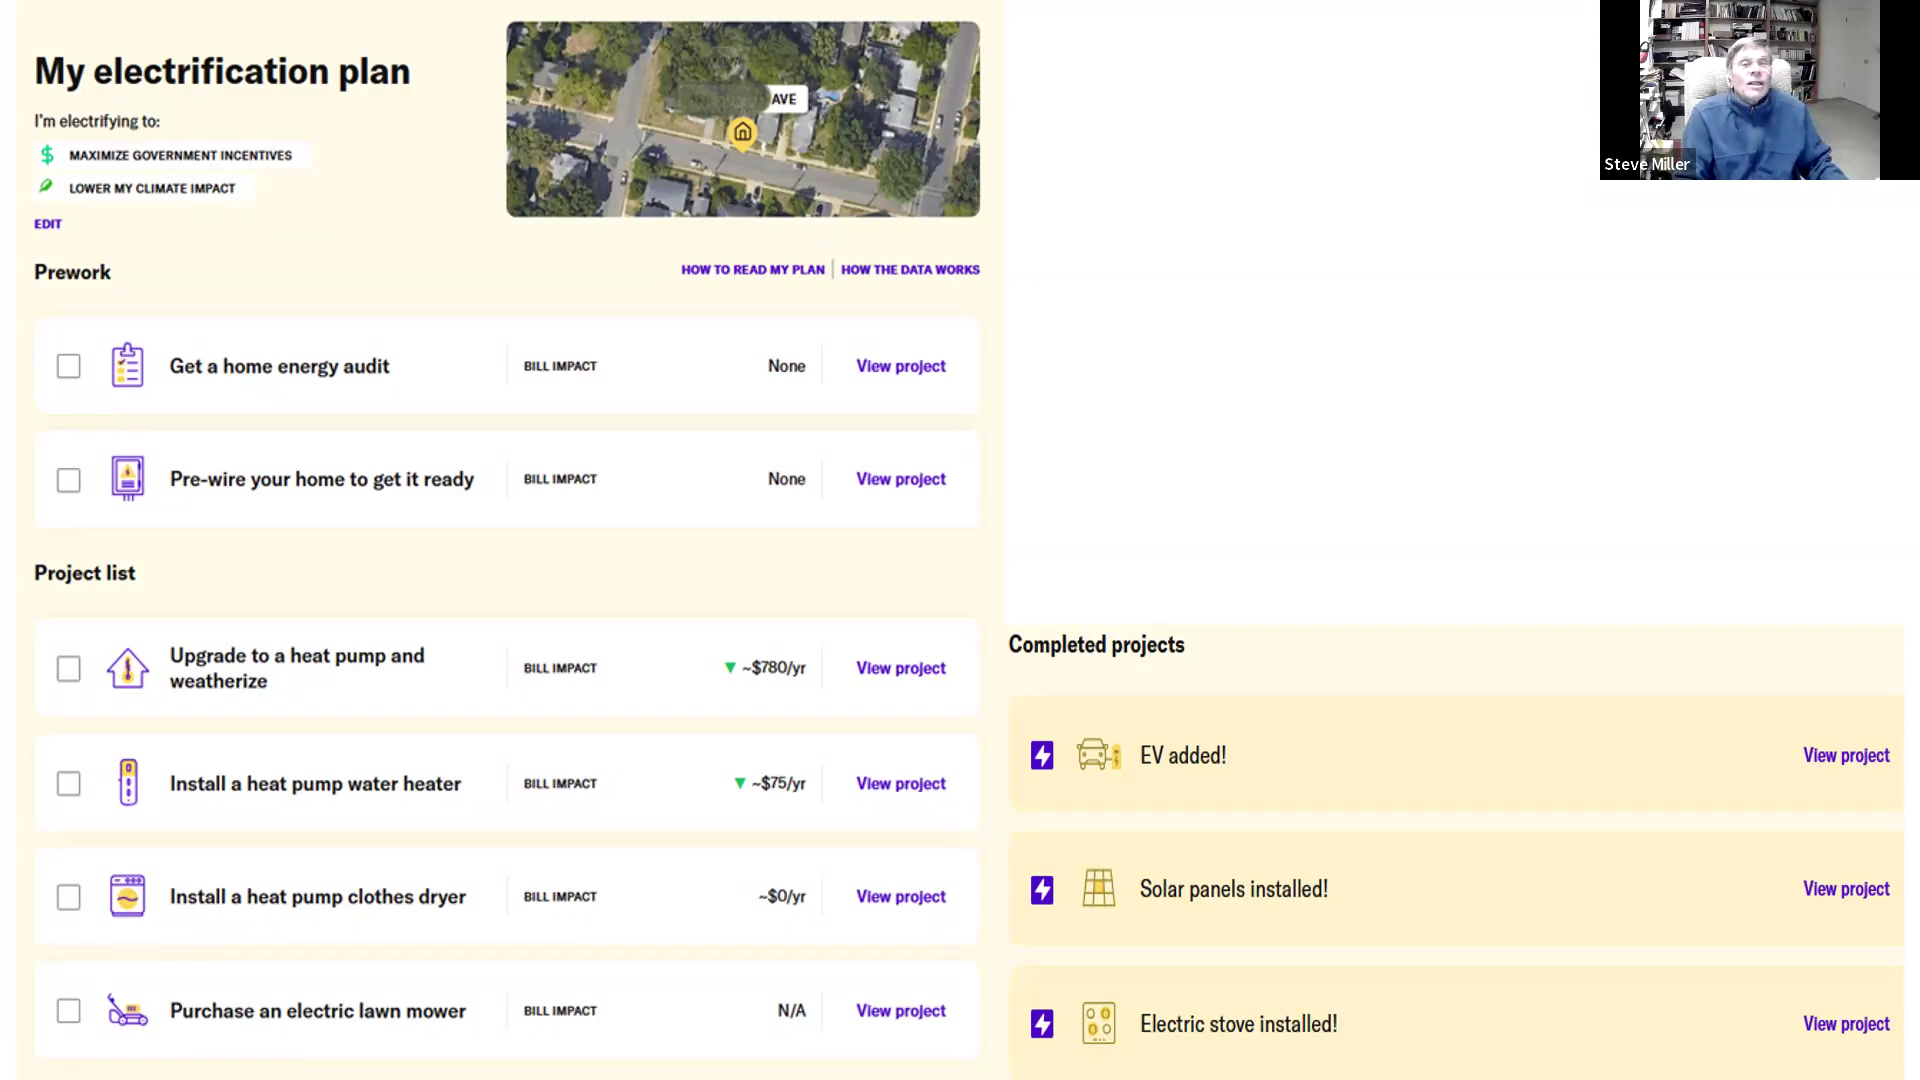 My electrification plan
I'm electrifying to:
MAXIMIZE GOVERNMENT INCENTIVES
LOWER MY CLIMATE IMPACT
EDIT
AVE
Steve Miller
Prework
HOW TO READ MY PLAN
HOW THE DATA WORKS
Get a home energy audit
BILL IMPACT
None
View project
Pre-wire your home to get it ready
BILL IMPACT
None
View project
Project list
Upgrade to a heat pump and
weatherize
BILL IMPACT
~$780/yr
View project
Install a heat pump water heater
BILL IMPACT
~$75/yr
View project
Install a heat pump clothes dryer
BILL IMPACT
~$0/yr
View project
Purchase an electric lawn mower
BILL IMPACT
N/A
View project
Completed projects
EV added!
View project
Solar panels installed!
View project
Electric stove installed!
View project